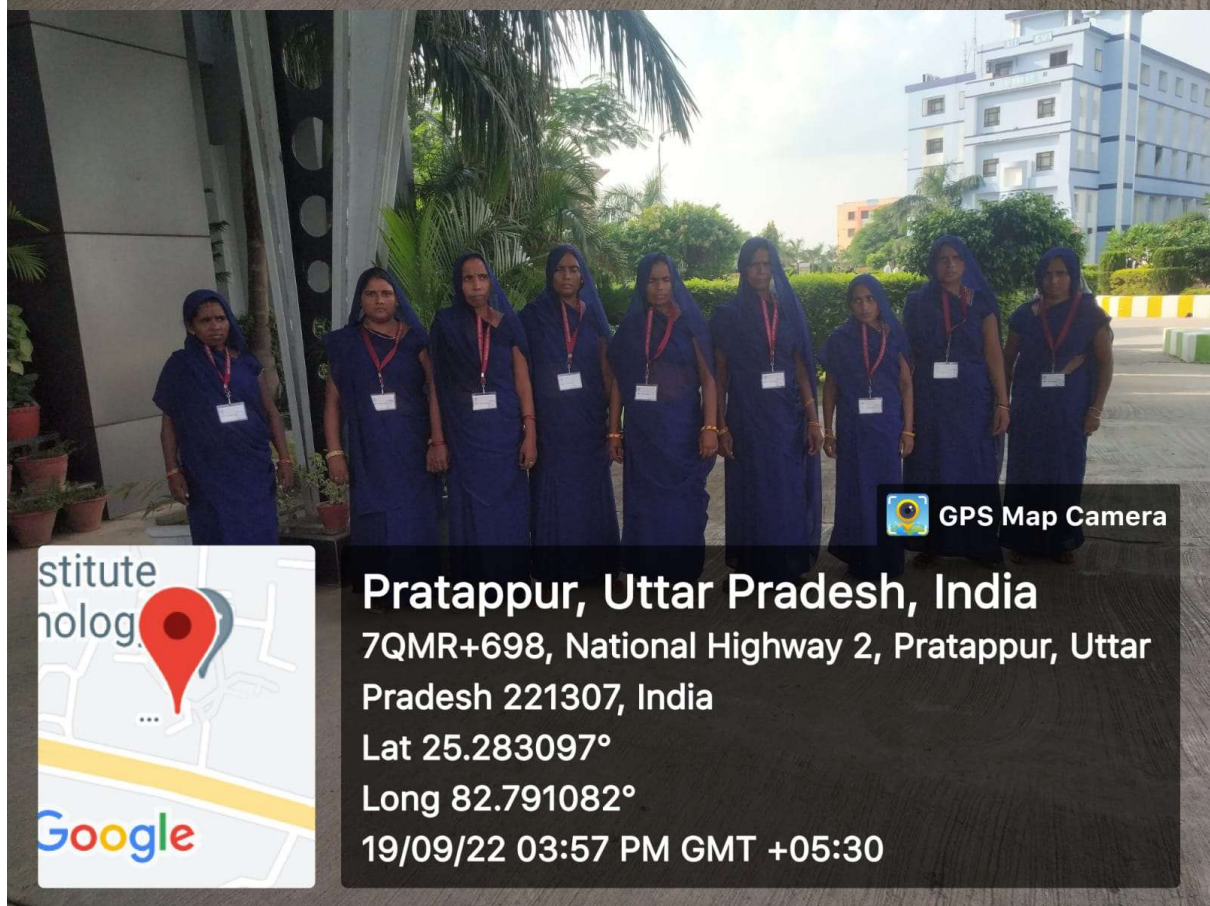 GPS Map Camera
stitute
nolog
...
Google
Pratappur, Uttar Pradesh, India
7QMR+698, National Highway 2, Pratappur, Uttar
Pradesh 221307, India
Lat 25.283097°
Long 82.791082°
19/09/22 03:57 PM GMT +05:30